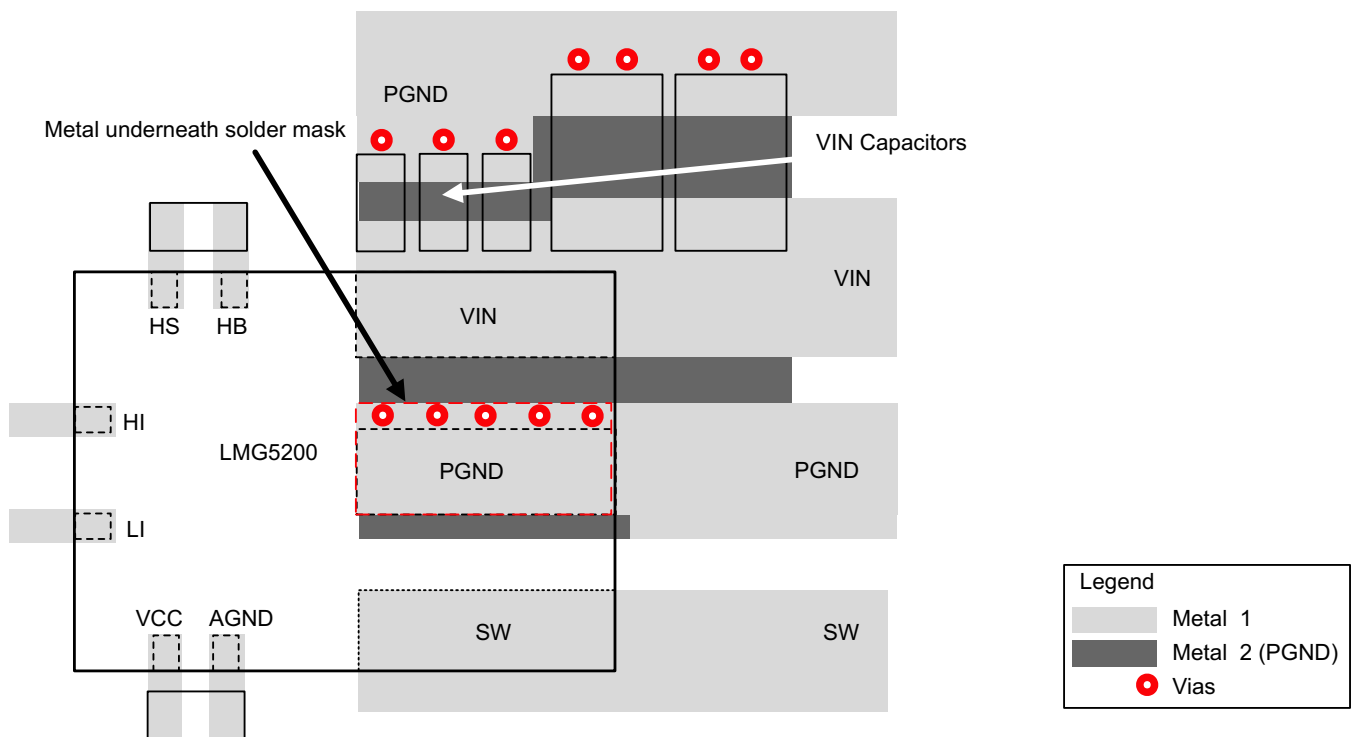 PGND
Metal underneath solder mask
VIN Capacitors
VIN
VIN
HS
HB
HI
LMG5200
PGND
PGND
LI
VCC
AGND
SW
SW
Legend
Metal 1
Metal 2 (PGND)
Vias